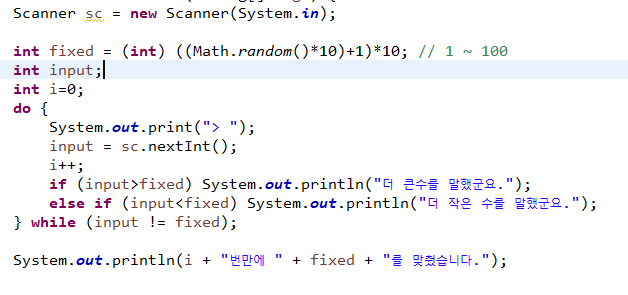 Scanner sc = new Scanner(System.in);
int fixed = (int) ((Math.random()*10)+1)*10; // 1 ~ 100
int input;
int i=0;
do {
System.out.print("> ");
input = sc.nextInt();
i++;
if (input>fixed) System.out.println("더 큰수를 말했군요.");
else if (input<fixed) System.out.println("더 작은 수를 말했군요.");
} while (input != fixed);
System.out.println(i + "번만에 " + fixed + "를 맞췄습니다.");